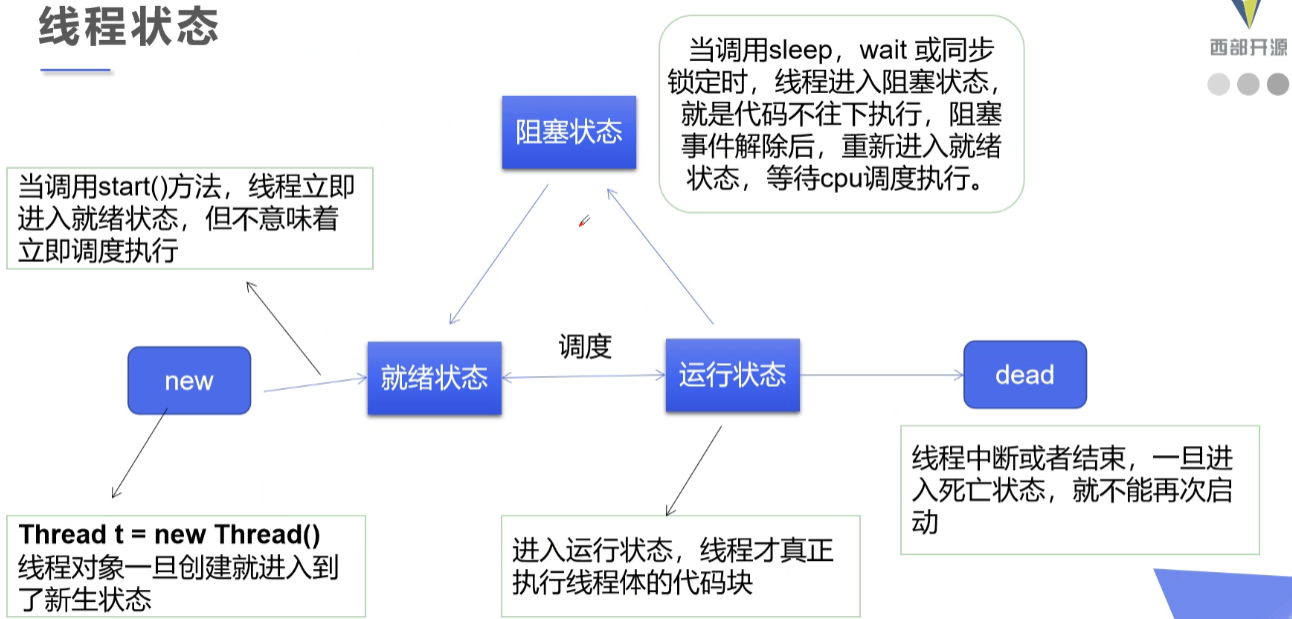 线程状态
西部开源
当调用sleep，wait 或同步
锁定时，线程进入阻塞状态，
就是代码不往下执行，阻塞
事件解除后，重新进入就绪
状态，等待cpu调度执行。
阻塞状态
当调用start()方法，线程立即
进入就绪状态，但不意味着
立即调度执行
new
就绪状态
调度
运行状态
dead
Thread t = new Thread()
线程对象一旦创建就进入到
了新生状态
进入运行状态，线程才真正
执行线程体的代码块
线程中断或者结束，一旦进
入死亡状态，就不能再次启
动